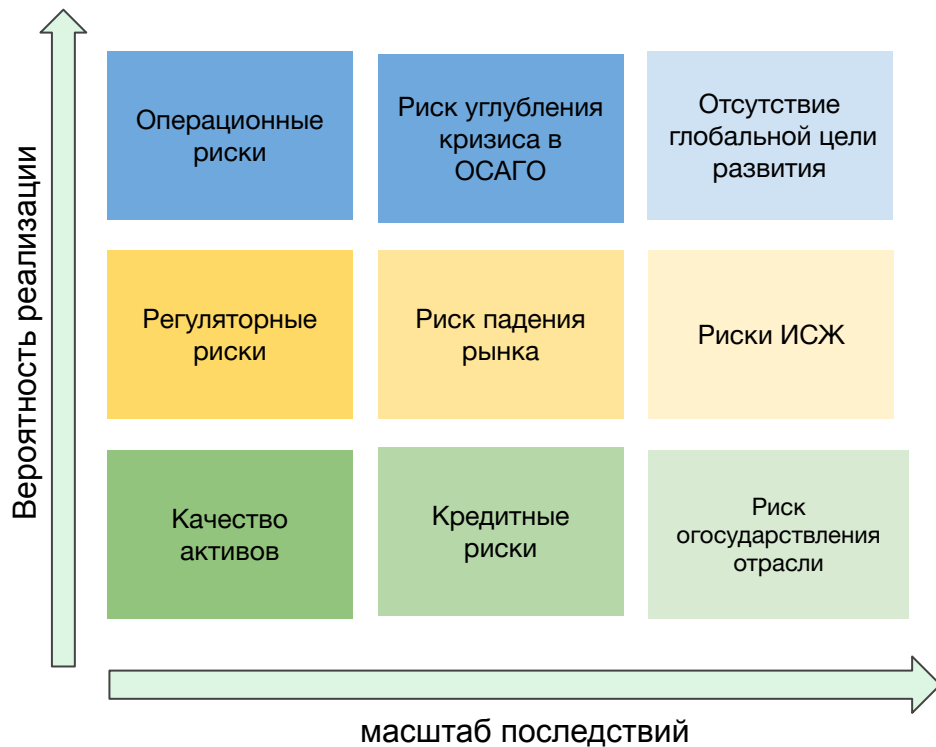 Вероятность реализации
Операционные
риски
Риск углубления
кризиса в
ОСАГО
Отсутствие
глобальной цели
развития
Регуляторные
риски
Риск падения
рынка
Риски ИСЖ
Качество
активов
Кредитные
риски
Риск
огосударствления
отрасли
масштаб последствий